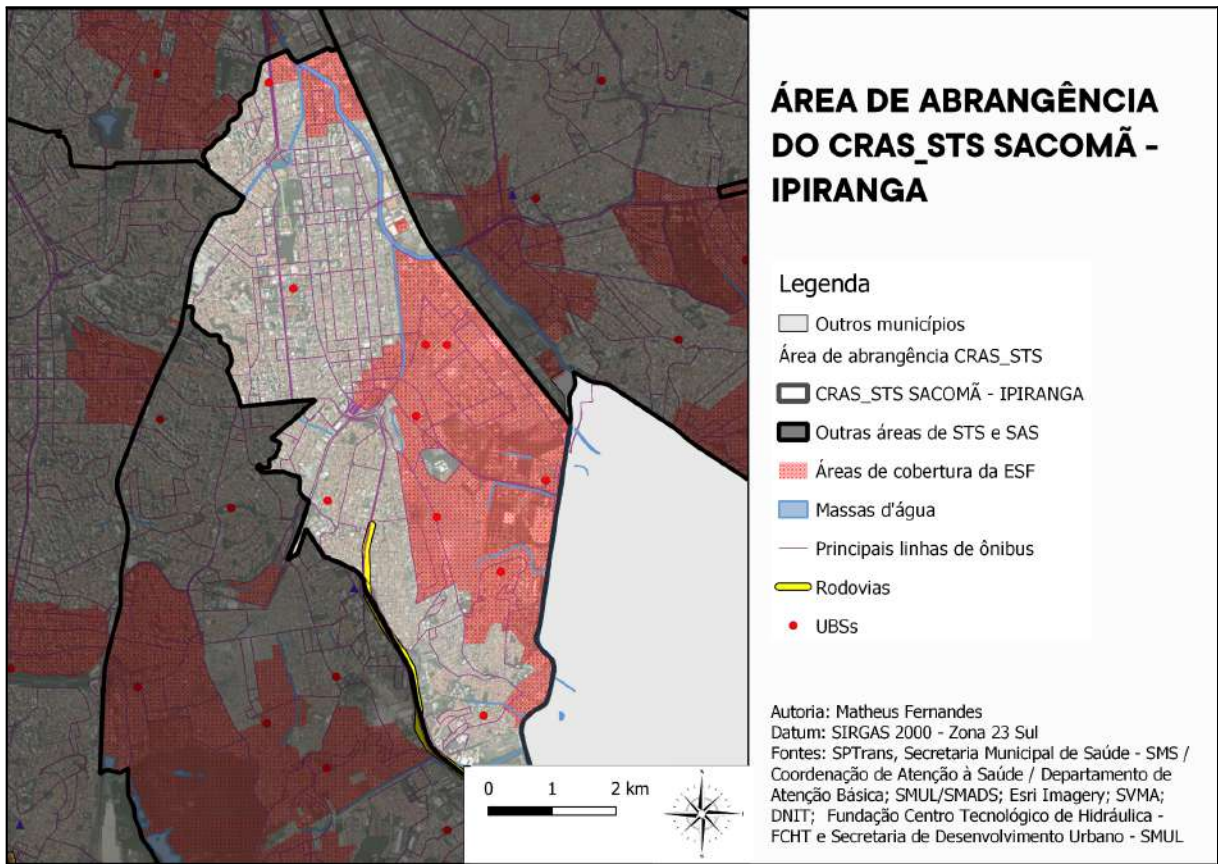 ÁREA DE ABRANGÊNCIA
DO CRAS_STS SACOMÃ -
IPIRANGA
Legenda
Outros municípios
Área de abrangência CRAS_STS
CRAS_STS SACOMÃ - IPIRANGA
Outras áreas de STS e SAS
Áreas de cobertura da ESF
Massas d'água
Principais linhas de ônibus
Rodovias
UBSs
Autoria: Matheus Fernandes
Datum: SIRGAS 2000 - Zona 23 Sul
Fontes: SPTrans, Secretaria Municipal de Saúde - SMS /
Coordenação de Atenção à Saúde / Departamento de
Atenção Básica; SMUL/SMADS; Esri Imagery; SVMA;
DNIT; Fundação Centro Tecnológico de Hidráulica -
FCHT e Secretaria de Desenvolvimento Urbano - SMUL
0 1 2 km